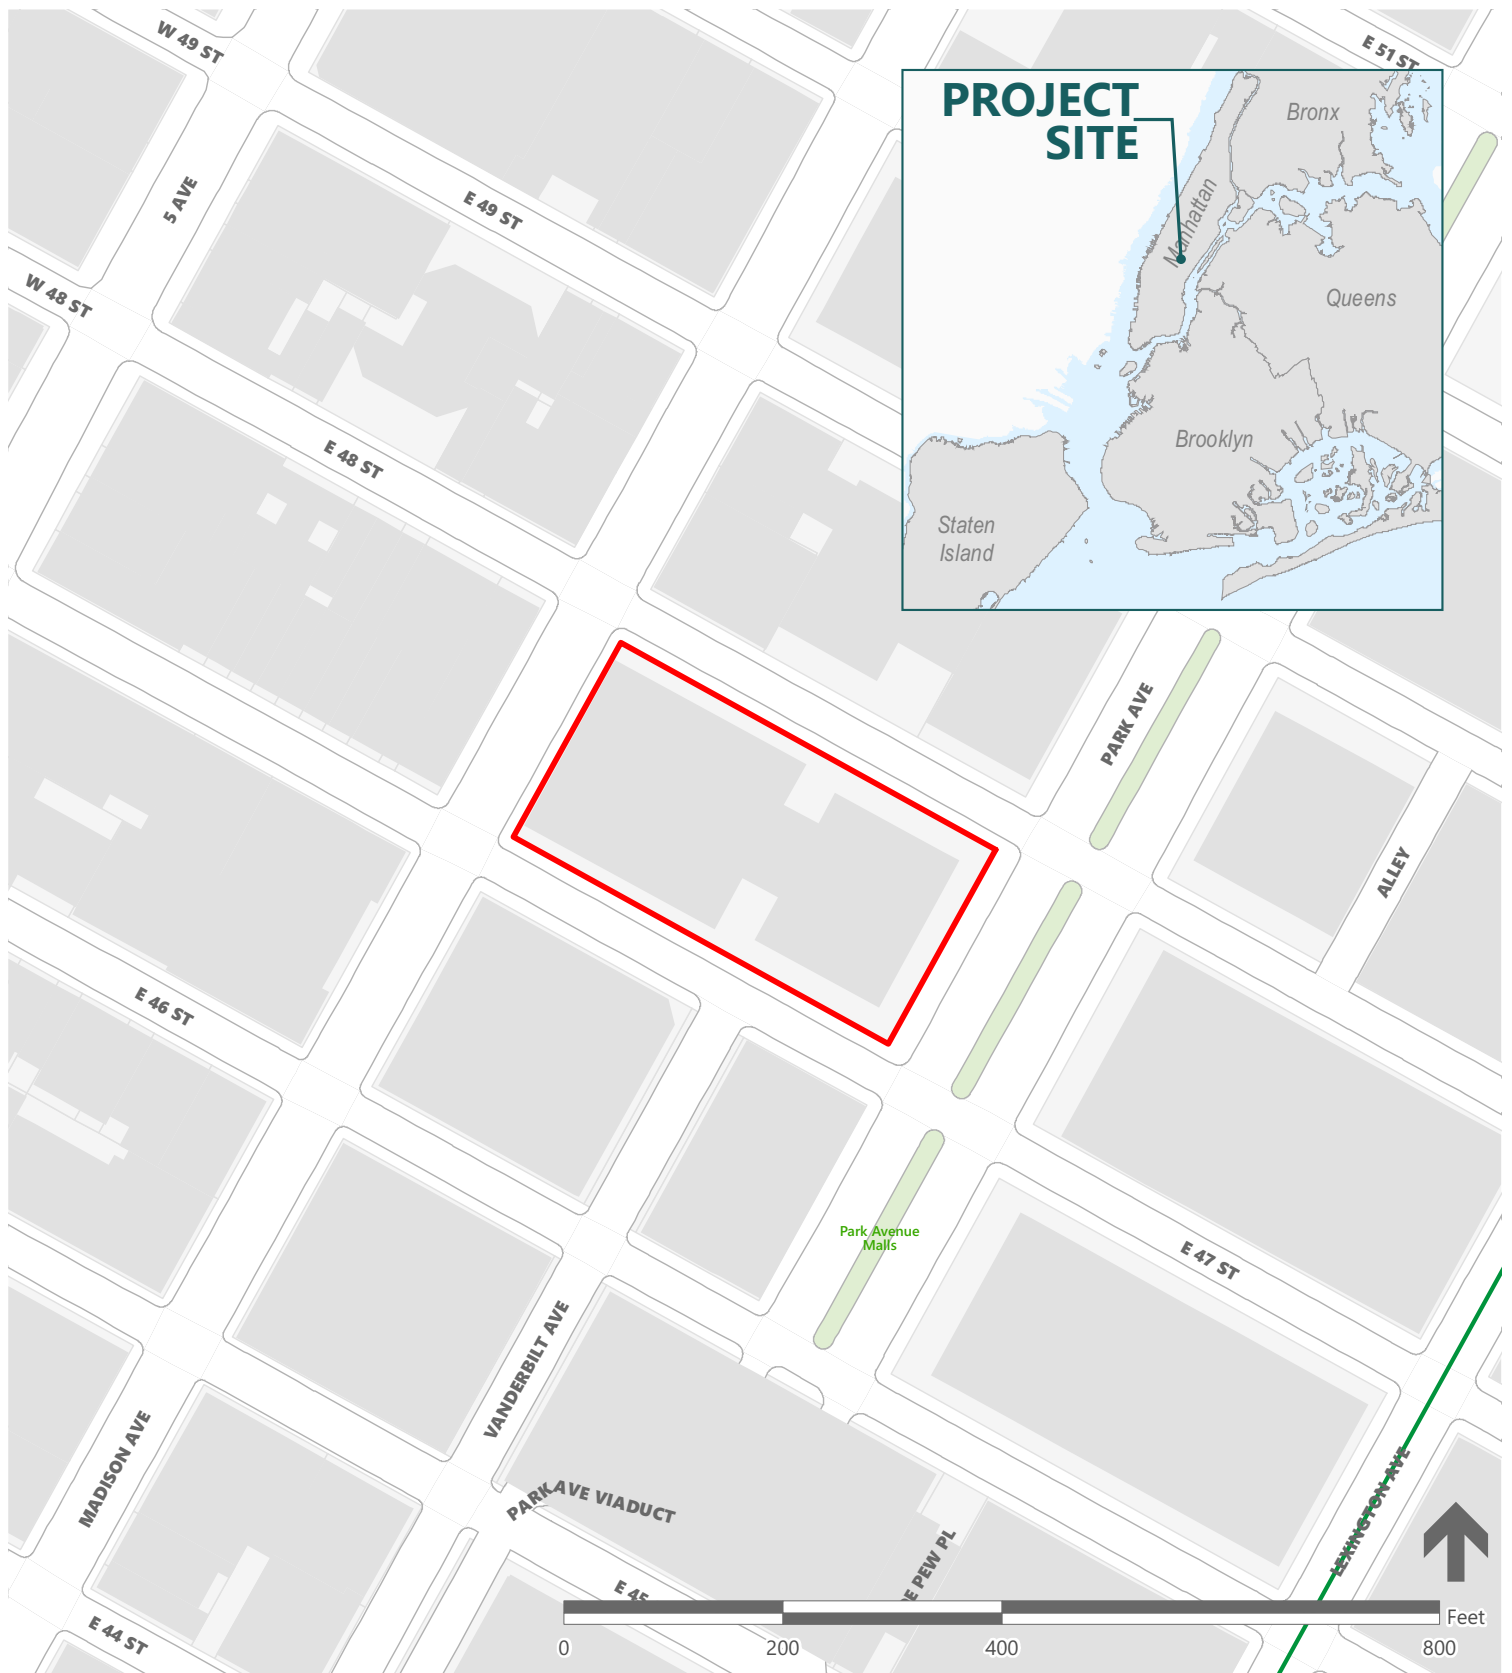 W 49 ST
E 51 ST
PROJECT
SITE
Bronx
Manhattan
5 AVE
E 49 ST
W 48 ST
Queens
E 48 ST
Brooklyn
Staten
Island
PARK AVE
ALLEY
E 46 ST
Park Avenue
Malls
E 47 ST
VANDERBILT AVE
MADISON AVE
PARK AVE VIADUCT
LEXINGTON AVE
DE PEW PL
E 45
E 44 ST
Feet
0 200 400 800